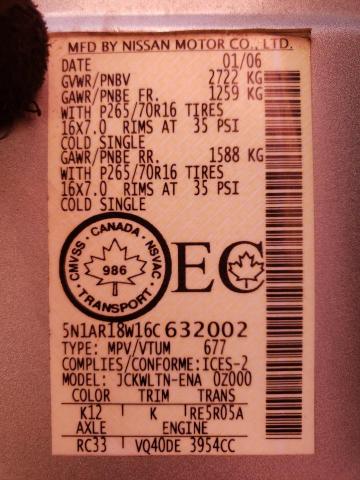 MFD BY NISSAN MOTOR CO., LTD.
DATE 01/06
GVWR/PNBV 2722 KG
GAWR/PNBE FR. 1259 KG
WITH P265/70R16 TIRES
16X7.0 RIMS AT 35 PSI
COLD SINGLE
GAWR/PNBE RR. 1588 KG
WITH P265/70R16 TIRES
16X7.0 RIMS AT 35 PSI
COLD SINGLE
CMVSS · CANADA · NSVAC
986
· TRANSPORT ·
EC
5N1AR18W16C632002
TYPE: MPV/VTUM 677
COMPLIES/CONFORME:ICES-2
MODEL: JCKWLTN-ENA 0Z000
COLOR TRIM TRANS
K12 K RE5R05A
AXLE ENGINE
RC33 VQ40DE 3954CC